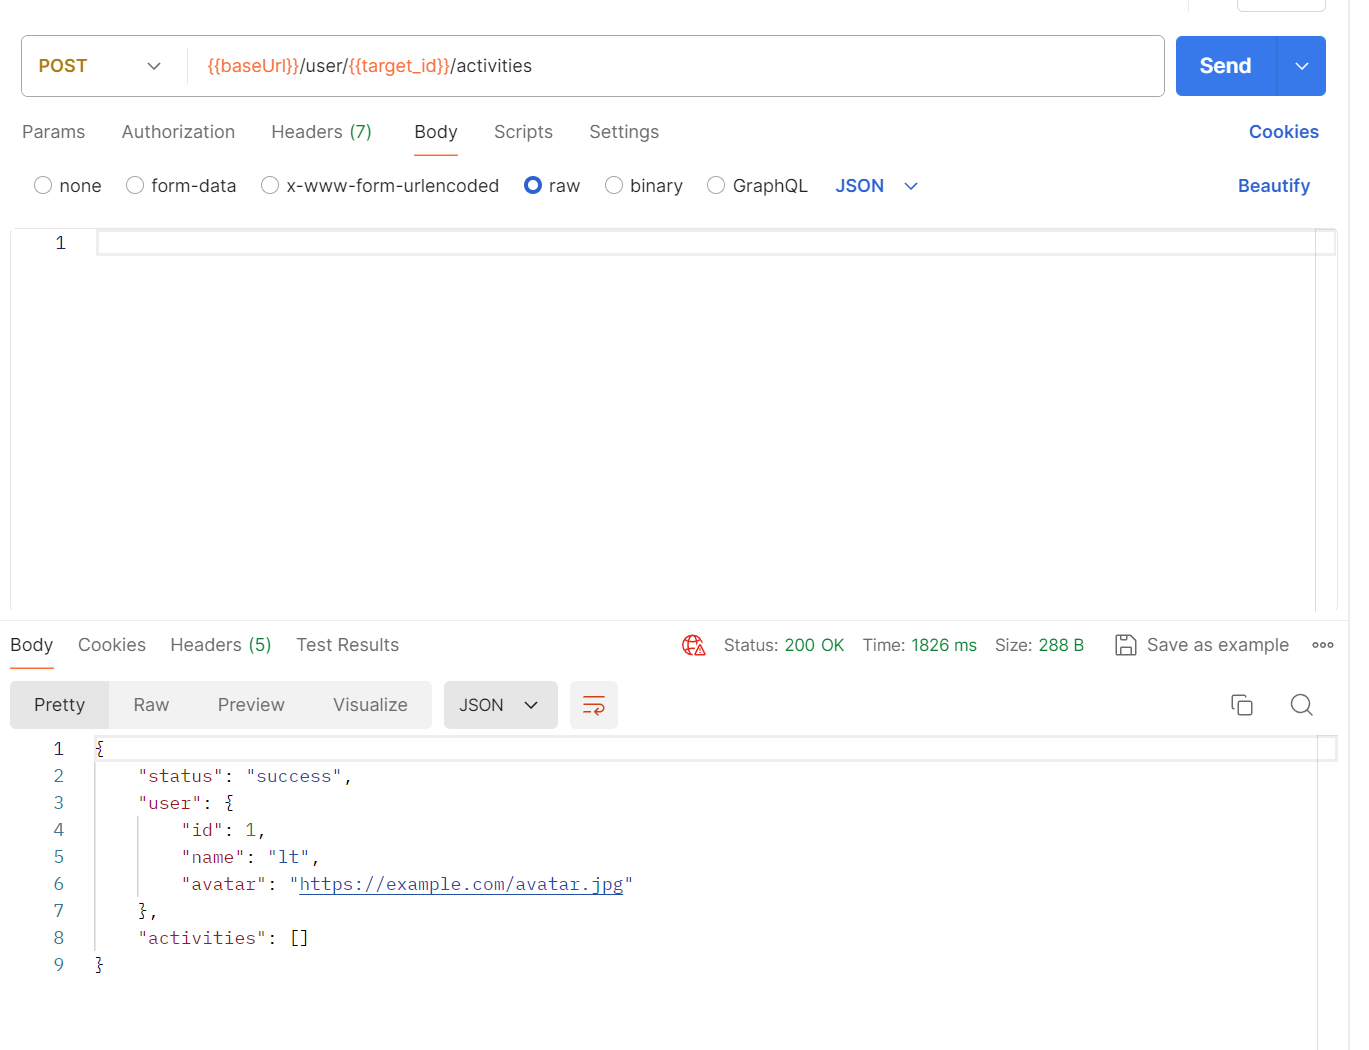 POST {{baseUrl}}/user/{{target_id}}/activities Send
Params Authorization Headers (7) Body Scripts Settings Cookies
none form-data x-www-form-urlencoded raw binary GraphQL JSON Beautify
1
Body Cookies Headers (5) Test Results Status: 200 OK Time: 1826 ms Size: 288 B Save as example
Pretty Raw Preview Visualize JSON
1 {
2 "status": "success",
3 "user": {
4 "id": 1,
5 "name": "lt",
6 "avatar": "https://example.com/avatar.jpg"
7 },
8 "activities": []
9 }